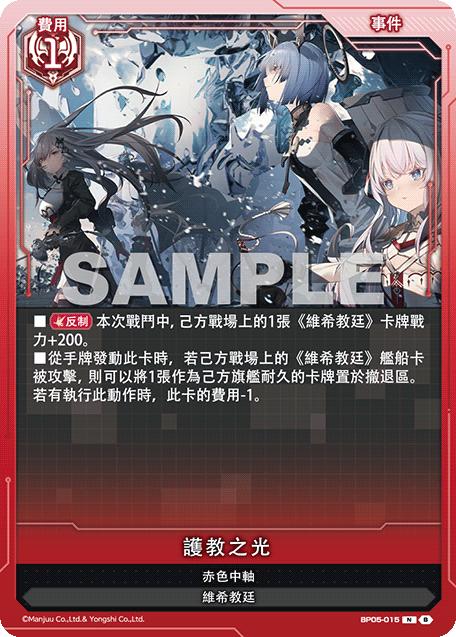 費用
1
事件
SAMPLE
■反制 本次戰鬥中, 己方戰場上的1張《維希教廷》卡牌戰
力+200。
■從手牌發動此卡時，若己方戰場上的《維希教廷》艦船卡
被攻擊，則可以將1張作為己方旗艦耐久的卡牌置於撤退區。
若有執行此動作時，此卡的費用-1。
護教之光
赤色中軸
維希教廷
©Manjuu Co.,Ltd.& Yongshi Co.,Ltd. BP05-015 N B